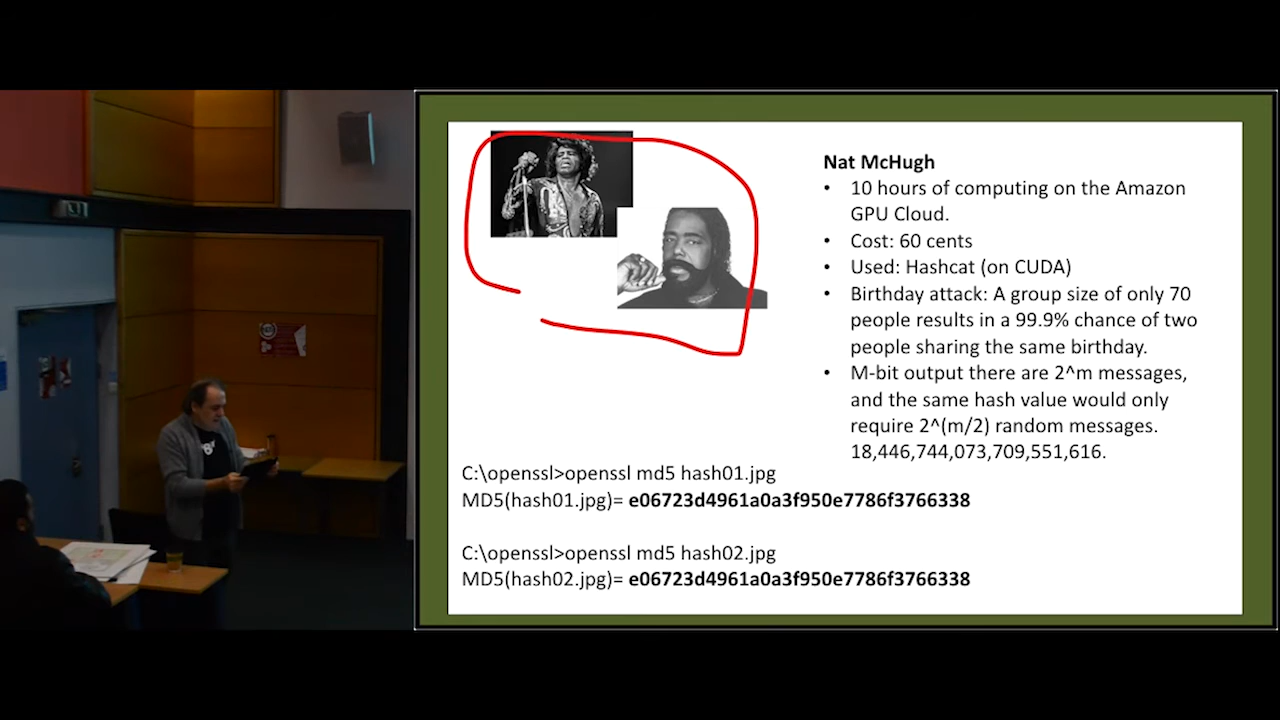 Nat McHugh
• 10 hours of computing on the Amazon
GPU Cloud.
• Cost: 60 cents
• Used: Hashcat (on CUDA)
• Birthday attack: A group size of only 70
people results in a 99.9% chance of two
people sharing the same birthday.
• M-bit output there are 2^m messages,
and the same hash value would only
require 2^(m/2) random messages.
18,446,744,073,709,551,616.
C:\openssl>openssl md5 hash01.jpg
MD5(hash01.jpg)= e06723d4961a0a3f950e7786f3766338
C:\openssl>openssl md5 hash02.jpg
MD5(hash02.jpg)= e06723d4961a0a3f950e7786f3766338